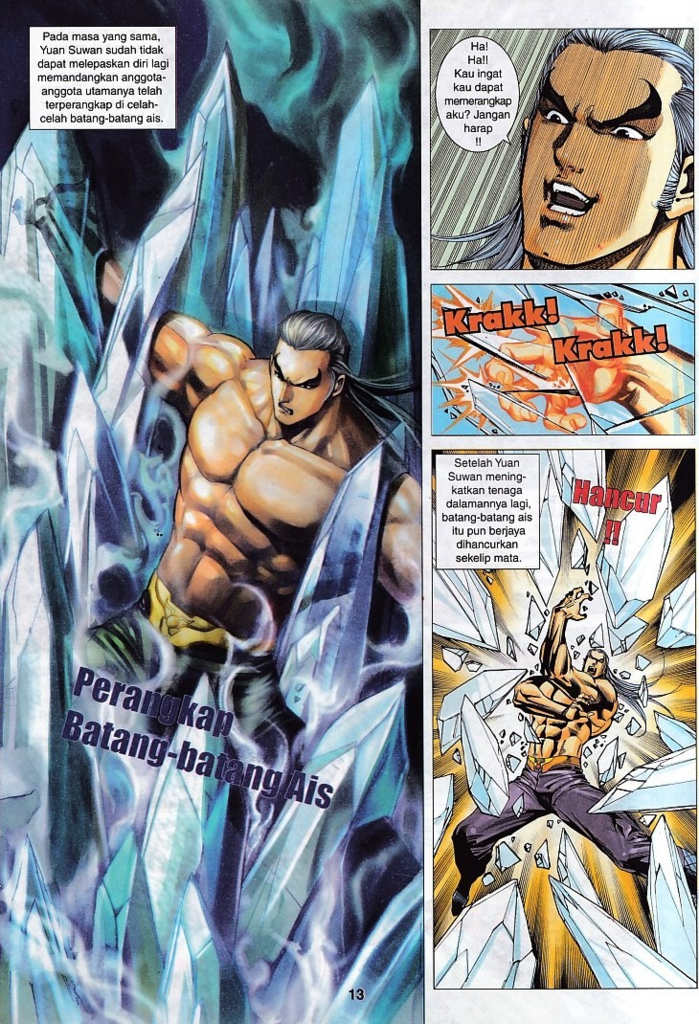 Pada masa yang sama,
Yuan Suwan sudah tidak
dapat melepaskan diri lagi
memandangkan anggota-
anggota utamanya telah
terperangkap di celah-
celah batang-batang ais.
Perangkap
Batang-batang Ais
13
Ha!
Ha!!
Kau ingat
kau dapat
memerangkap
aku? Jangan
harap
!!
Krakk!
Krakk!
Setelah Yuan
Suwan mening-
katkan tenaga
dalamannya lagi,
batang-batang ais
itu pun berjaya
dihancurkan
sekelip mata.
Hancur
!!